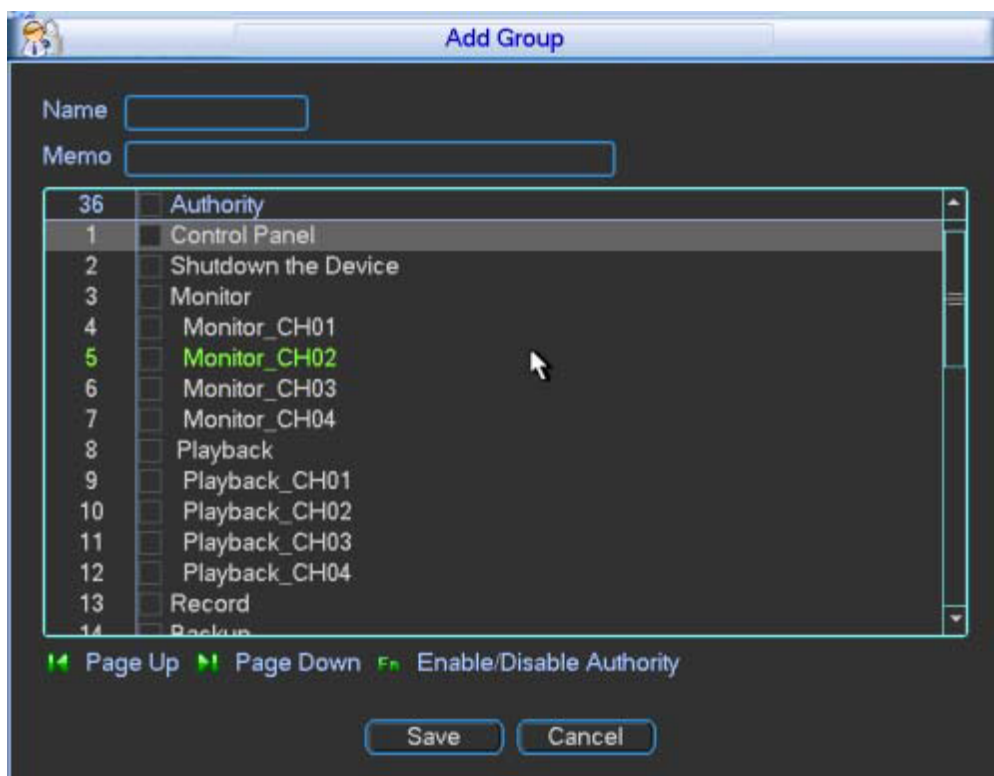 Add Group
Name
Memo
36 Authority
1 Control Panel
2 Shutdown the Device
3 Monitor
4 Monitor_CH01
5 Monitor_CH02
6 Monitor_CH03
7 Monitor_CH04
8 Playback
9 Playback_CH01
10 Playback_CH02
11 Playback_CH03
12 Playback_CH04
13 Record
14 Backup
Page Up Page Down Fn Enable/Disable Authority
Save Cancel